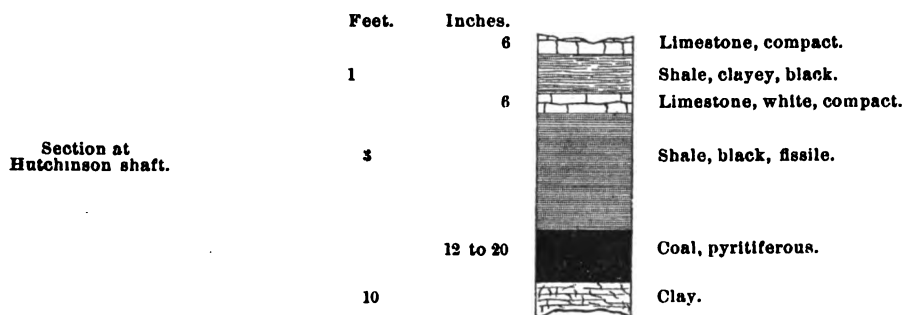 Feet. Inches.
6 Limestone, compact.
1 Shale, clayey, black.
6 Limestone, white, compact.
Section at
Hutchinson shaft.
3 Shale, black, fissile.
12 to 20 Coal, pyritiferous.
10 Clay.